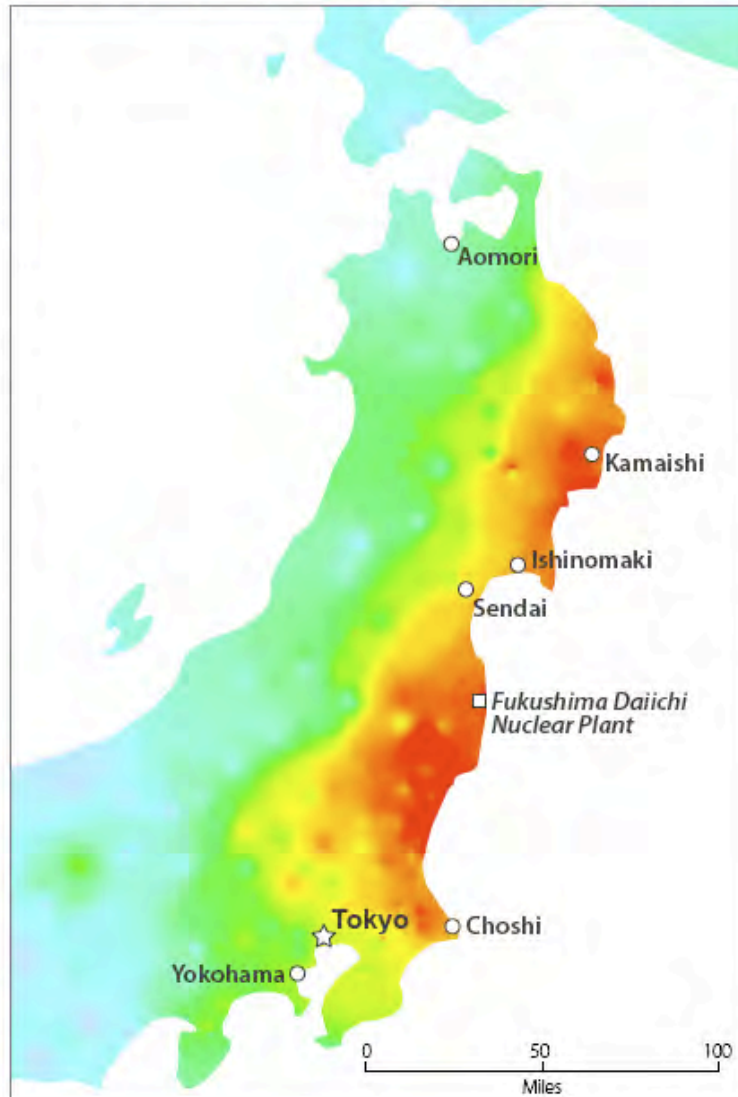 Aomori
Kamaishi
Ishinomaki
Sendai
Fukushima Daiichi
Nuclear Plant
Tokyo
Choshi
Yokohama
0 50 100
Miles